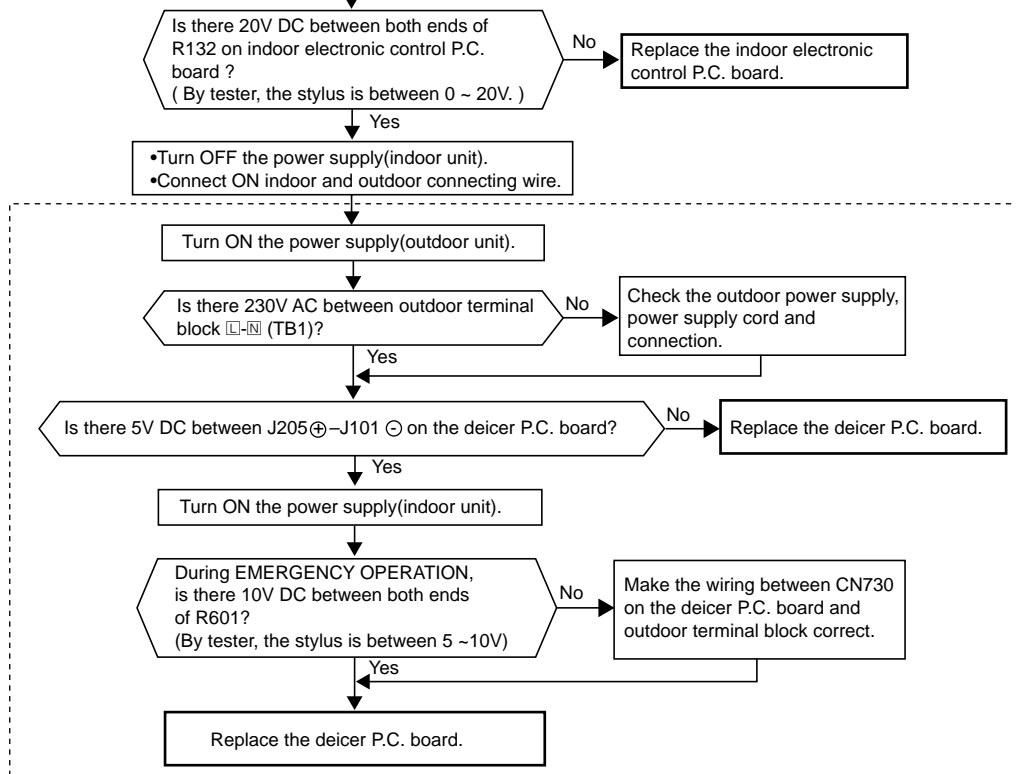 Is there 20V DC between both ends of
R132 on indoor electronic control P.C.
board ?
( By tester, the stylus is between 0 ~ 20V. )
No
Replace the indoor electronic
control P.C. board.
Yes
•Turn OFF the power supply(indoor unit).
•Connect ON indoor and outdoor connecting wire.
Turn ON the power supply(outdoor unit).
Is there 230V AC between outdoor terminal
block L-N (TB1)?
No
Check the outdoor power supply,
power supply cord and
connection.
Yes
Is there 5V DC between J205⊕–J101 ⊖ on the deicer P.C. board?
No
Replace the deicer P.C. board.
Yes
Turn ON the power supply(indoor unit).
During EMERGENCY OPERATION,
is there 10V DC between both ends
of R601?
(By tester, the stylus is between 5 ~10V)
No
Make the wiring between CN730
on the deicer P.C. board and
outdoor terminal block correct.
Yes
Replace the deicer P.C. board.